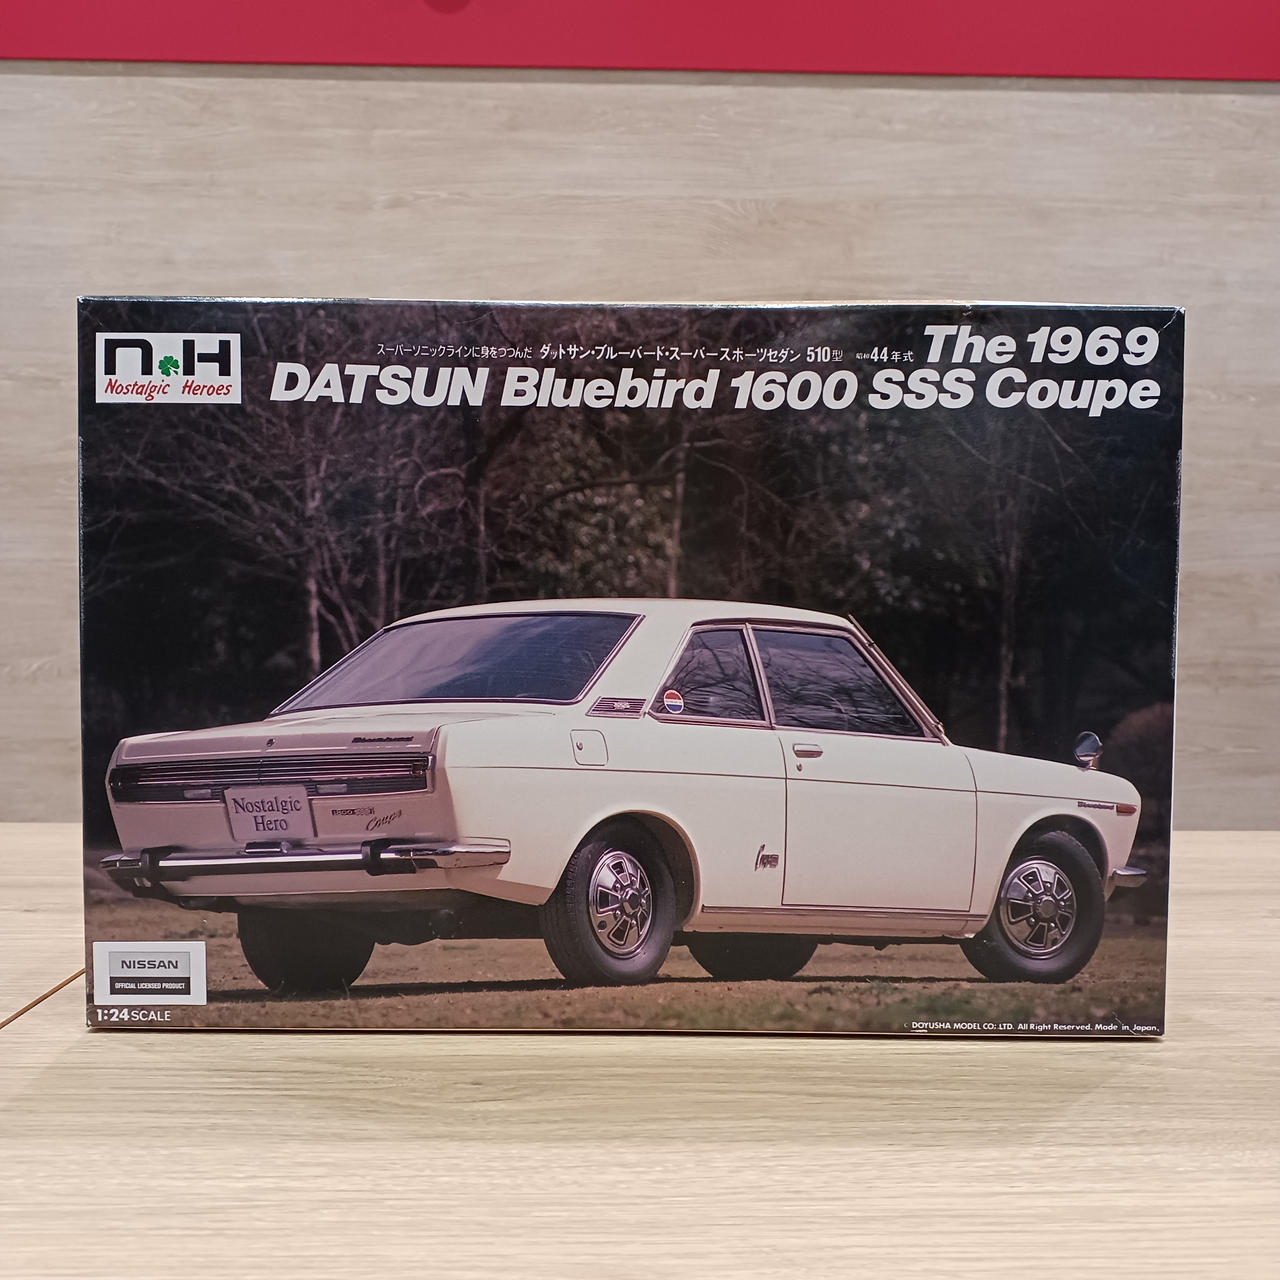 The 1969
スーパーソニックラインに身をつつんだ ダットサン・ブルーバード・スーパースポーツセダン 510型 昭和44年式
DATSUN Bluebird 1600 SSS Coupe
n H
Nostalgic Heroes
Bluebird
Nostalgic
Hero
Coupe
NISSAN
OFFICIAL LICENSED PRODUCT
1:24 SCALE
© DOYUSHA MODEL CO: LTD. All Right Reserved. Made in Japan.